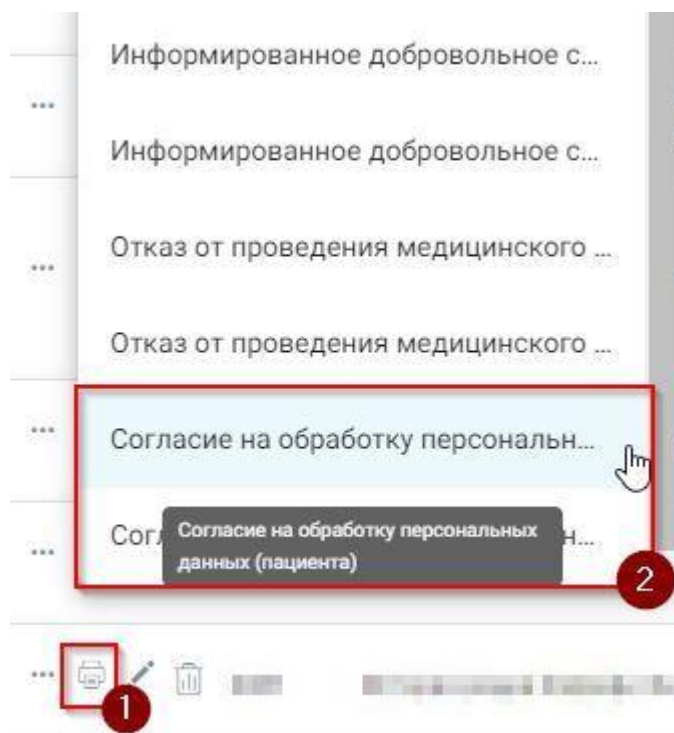 Информированное добровольное с...
...
Информированное добровольное с...
Отказ от проведения медицинского ...
...
Отказ от проведения медицинского ...
...
Согласие на обработку персональн...
Согласие на обработку персональных
данных (пациента)
н...
...
2
...
1